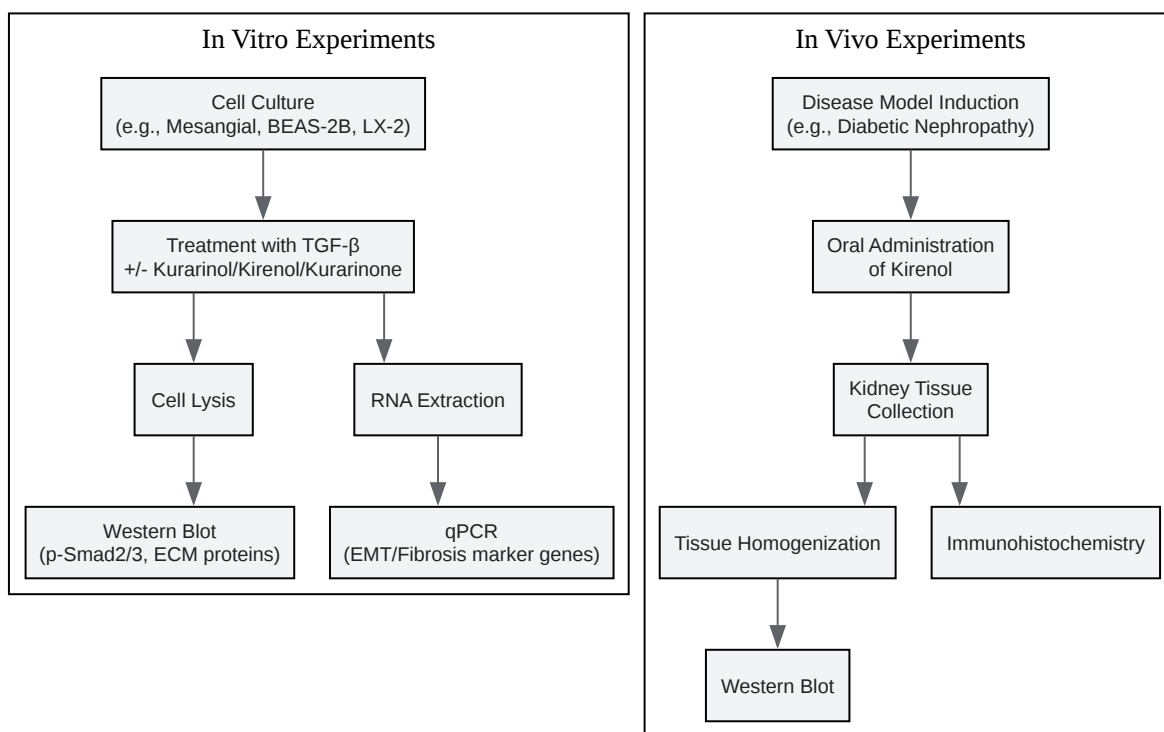 In Vitro Experiments
Cell Culture
(e.g., Mesangial, BEAS-2B, LX-2)
Treatment with TGF-β
+/- Kurarinol/Kirenol/Kurarinone
Cell Lysis
RNA Extraction
Western Blot
(p-Smad2/3, ECM proteins)
qPCR
(EMT/Fibrosis marker genes)
In Vivo Experiments
Disease Model Induction
(e.g., Diabetic Nephropathy)
Oral Administration
of Kirenol
Kidney Tissue
Collection
Tissue Homogenization
Immunohistochemistry
Western Blot